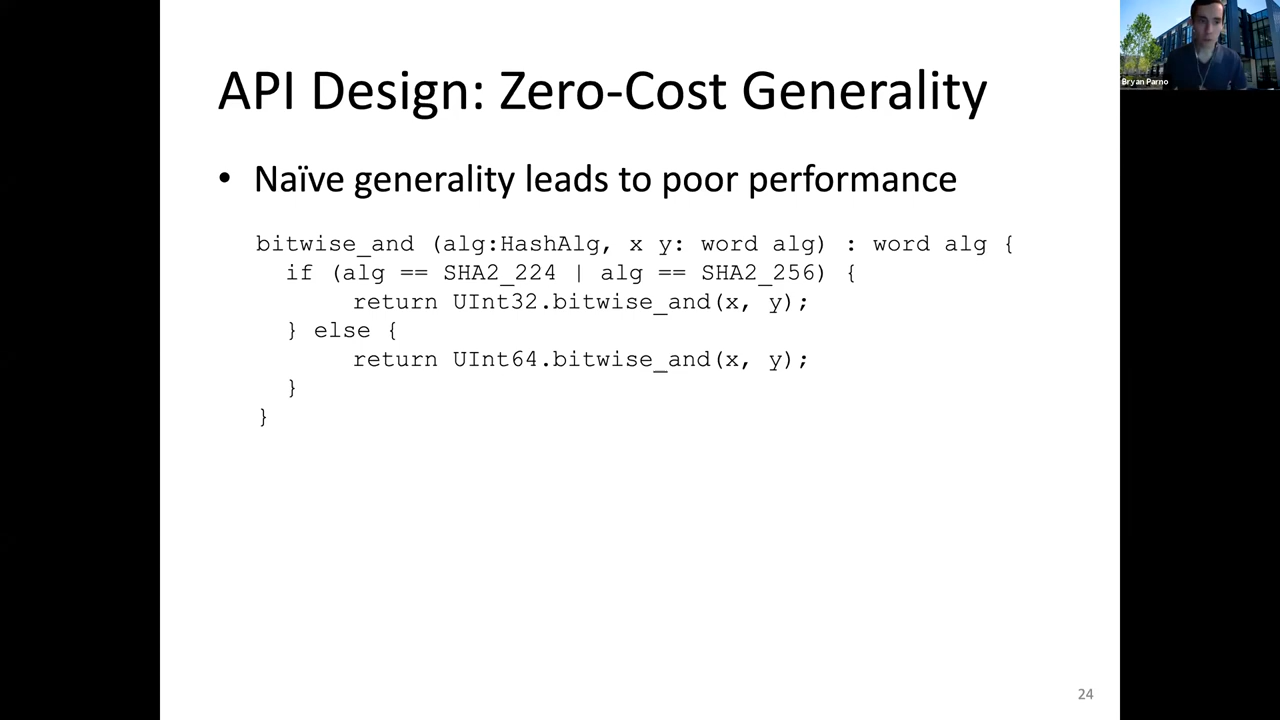 API Design: Zero-Cost Generality
Bryan Parno
• Naïve generality leads to poor performance
bitwise_and (alg:HashAlg, x y: word alg) : word alg {
if (alg == SHA2_224 | alg == SHA2_256) {
return UInt32.bitwise_and(x, y);
} else {
return UInt64.bitwise_and(x, y);
}
}
24